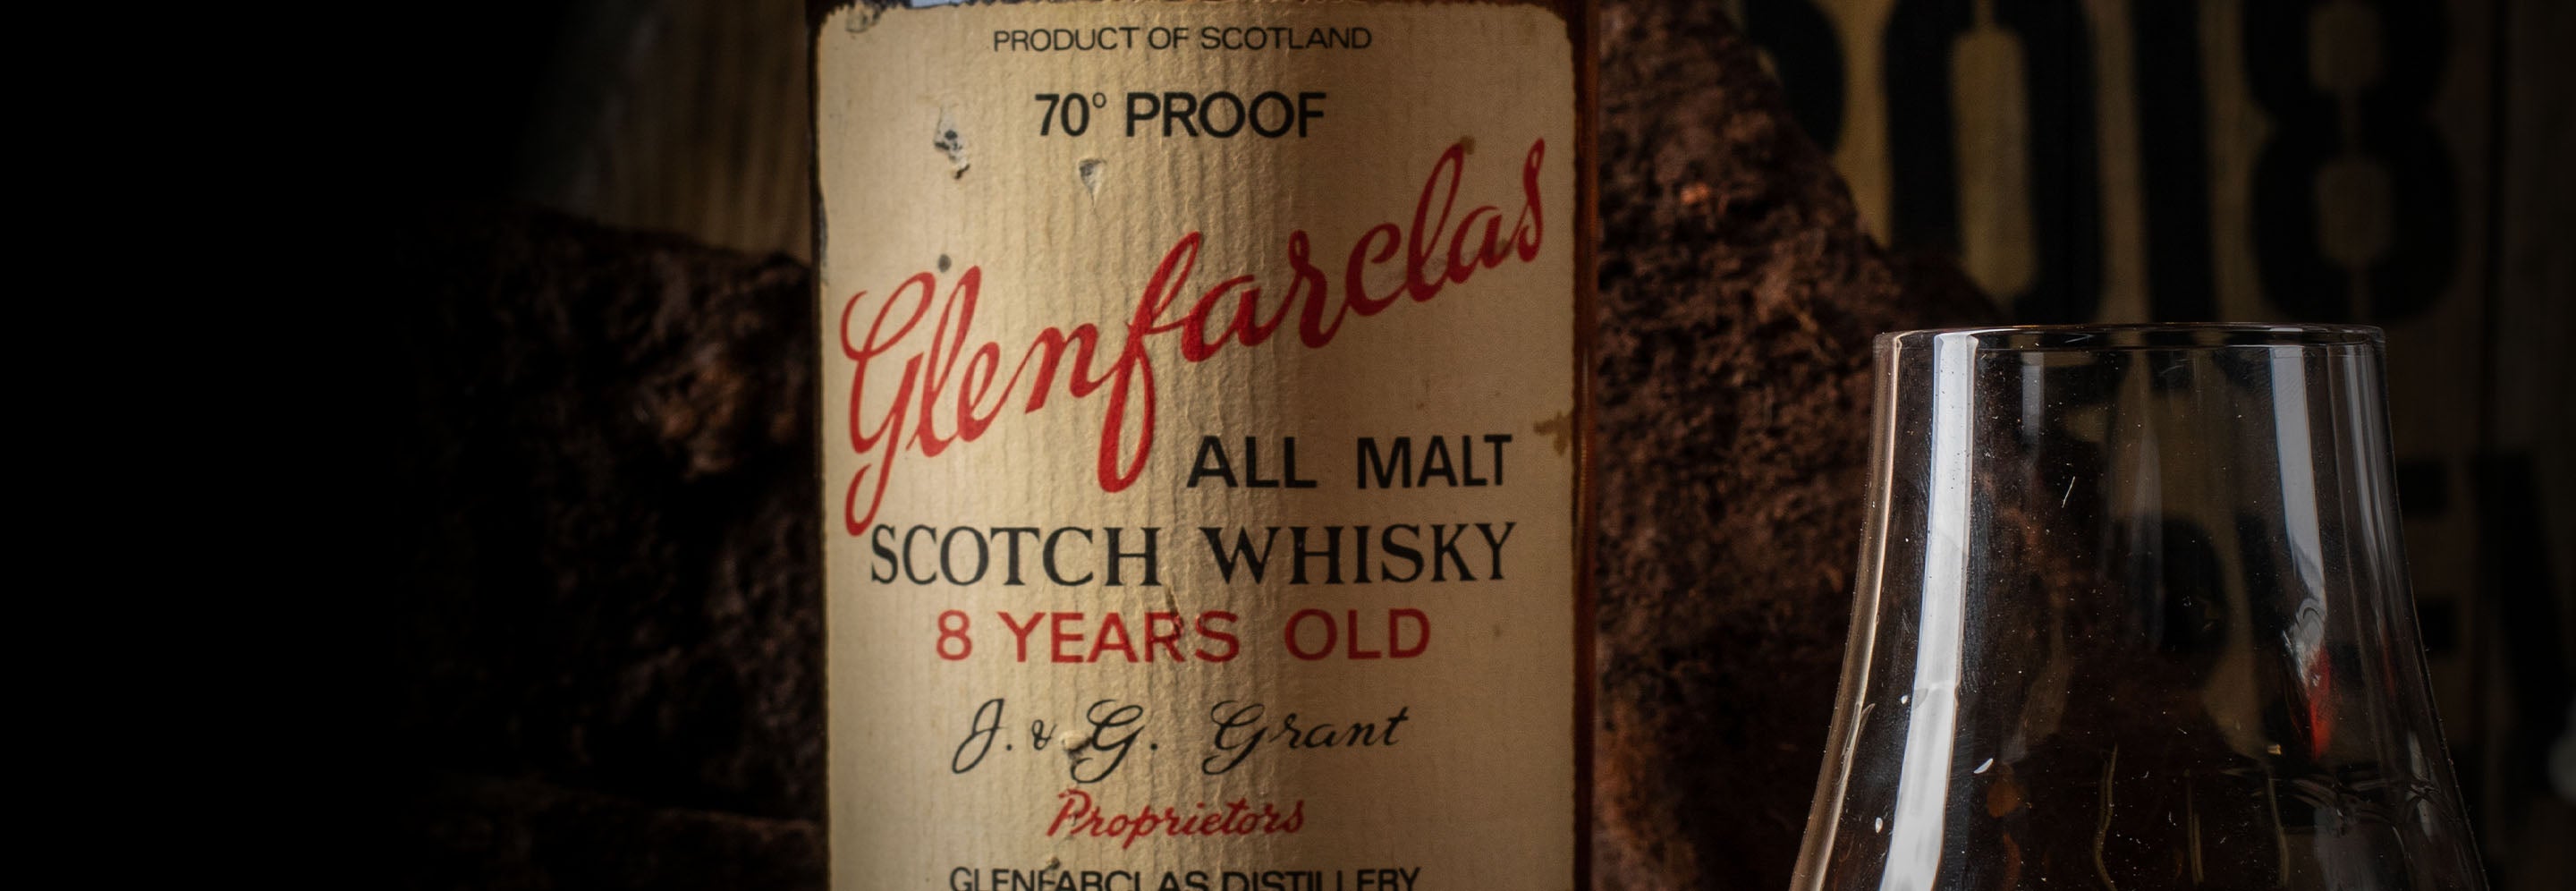 PRODUCT OF SCOTLAND
70° PROOF
Glenfarclas
ALL MALT
SCOTCH WHISKY
8 YEARS OLD
J. & G. Grant
Proprietors
GLENFARCLAS DISTILLERY